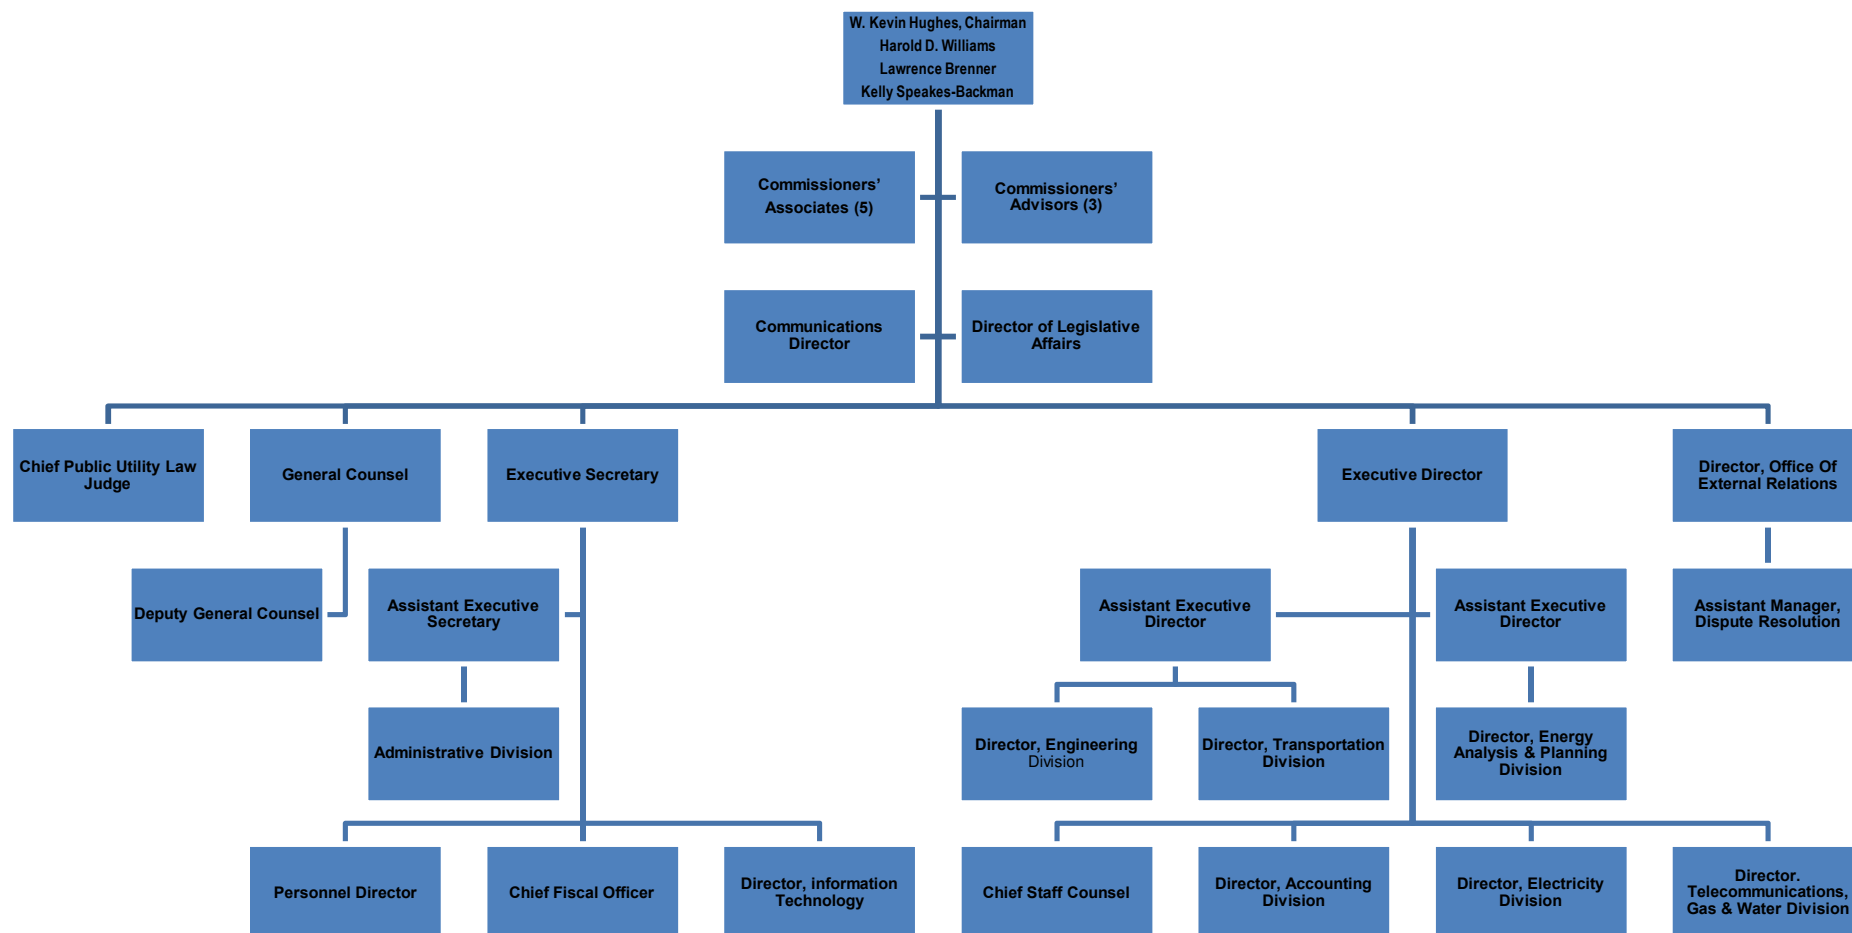 W. Kevin Hughes, Chairman
Harold D. Williams
Lawrence Brenner
Kelly Speakes-Backman
Commissioners’
Associates (5)
Commissioners’
Advisors (3)
Communications
Director
Director of Legislative
Affairs
Chief Public Utility Law
Judge
General Counsel
Executive Secretary
Executive Director
Director, Office Of
External Relations
Deputy General Counsel
Assistant Executive
Secretary
Assistant Executive
Director
Assistant Executive
Director
Assistant Manager,
Dispute Resolution
Administrative Division
Director, Engineering
Division
Director, Transportation
Division
Director, Energy
Analysis & Planning
Division
Personnel Director
Chief Fiscal Officer
Director, information
Technology
Chief Staff Counsel
Director, Accounting
Division
Director, Electricity
Division
Director.
Telecommunications,
Gas & Water Division